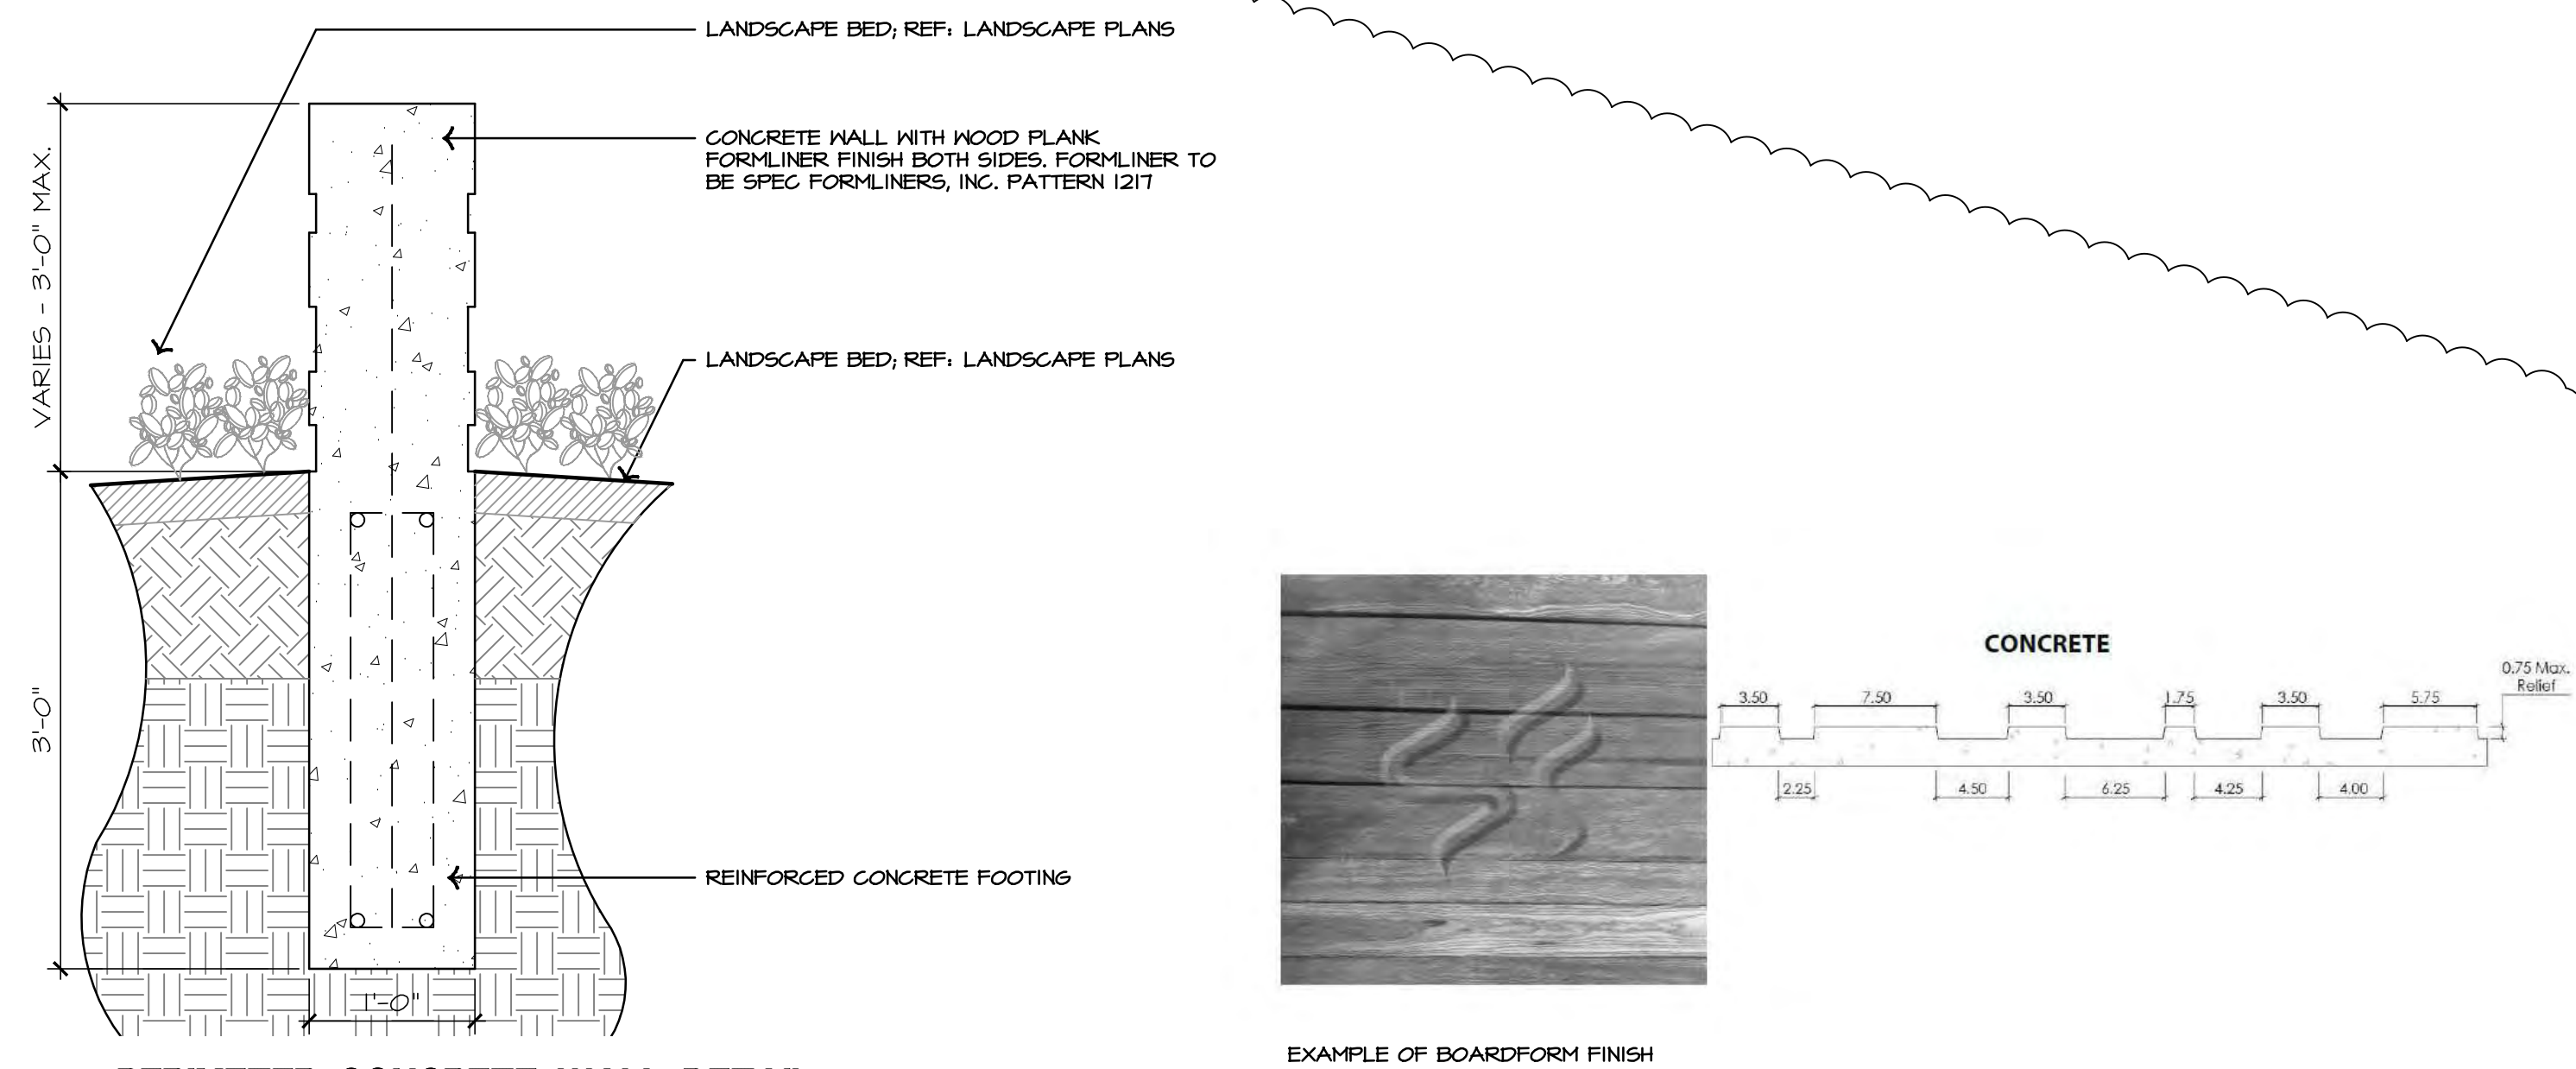 LANDSCAPE BED; REF: LANDSCAPE PLANS
CONCRETE WALL WITH WOOD PLANK
FORMLINER FINISH BOTH SIDES. FORMLINER TO
BE SPEC FORMLINERS, INC. PATTERN 1217
VARIES - 3'-0" MAX.
LANDSCAPE BED; REF: LANDSCAPE PLANS
3'-0"
REINFORCED CONCRETE FOOTING
1'-0"
CONCRETE
0.75 Max.
Relief
3.50 7.50 3.50 1.75 3.50 5.75
2.25 4.50 6.25 4.25 4.00
EXAMPLE OF BOARDFORM FINISH